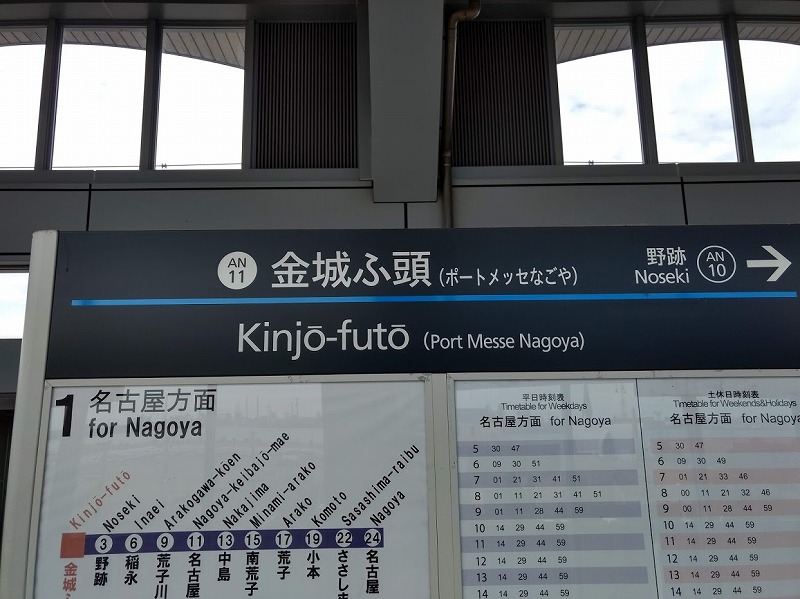 AN 11 金城ふ頭 (ポートメッセなごや)
Kinjō-futō (Port Messe Nagoya)
野跡
Noseki
AN 10
1 名古屋方面
for Nagoya
Kinjō-futō
Noseki
Inaei
Arakogawa-koen
Nagoya-keibajō-mae
Nakajima
Minami-arako
Arako
Komoto
Sasashima-raibu
Nagoya
3 6 9 11 13 15 17 19 22 24
金城ふ
野跡
稲永
荒子川
名古屋
中島
南荒子
荒子
小本
ささしま
名古屋
平日時刻表
Timetable for Weekdays
名古屋方面 for Nagoya
5 30 47
6 09 30 51
7 01 21 31 41 51
8 01 11 21 31 41 51
9 01 11 28 44 59
10 14 29 44 59
11 14 29 44 59
12 14 29 44 59
13 14 29 44 59
14 14 29 44 59
土休日時刻表
Timetable for Weekends&Holidays
名古屋方面 for Nagoya
5 30 47
6 09 30 49
7 01 21 33 46
8 00 11 21 32 46
9 00 11 28 44 59
10 14 29 44 59
11 14 29 44 59
12 14 29 44 59
13 14 29 44 59